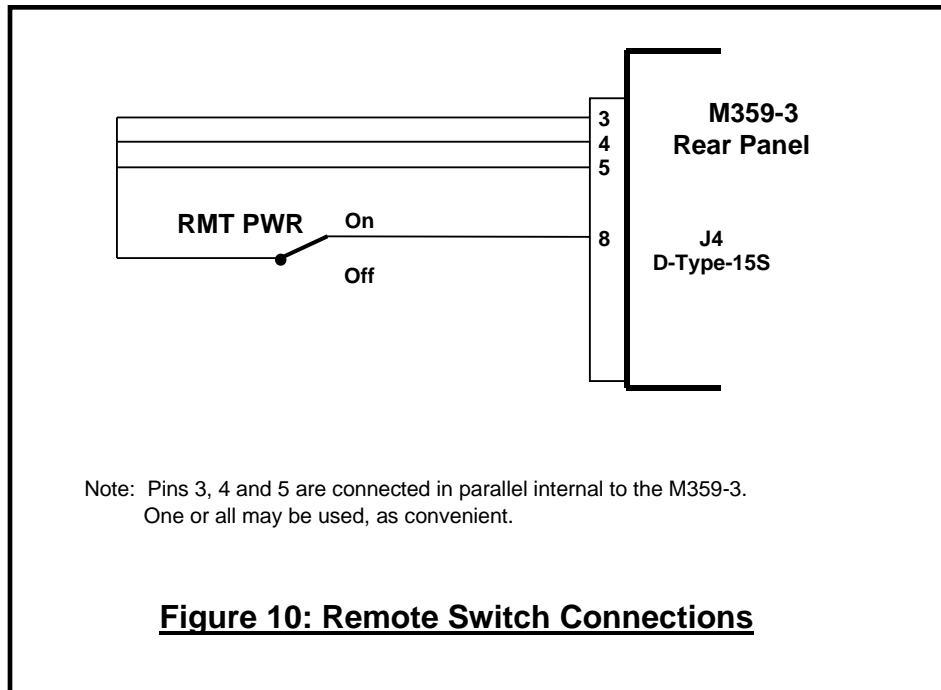 3
4
5
M359-3
Rear Panel
RMT PWR
On
8
J4
D-Type-15S
Off
Note: Pins 3, 4 and 5 are connected in parallel internal to the M359-3.
One or all may be used, as convenient.
Figure 10: Remote Switch Connections